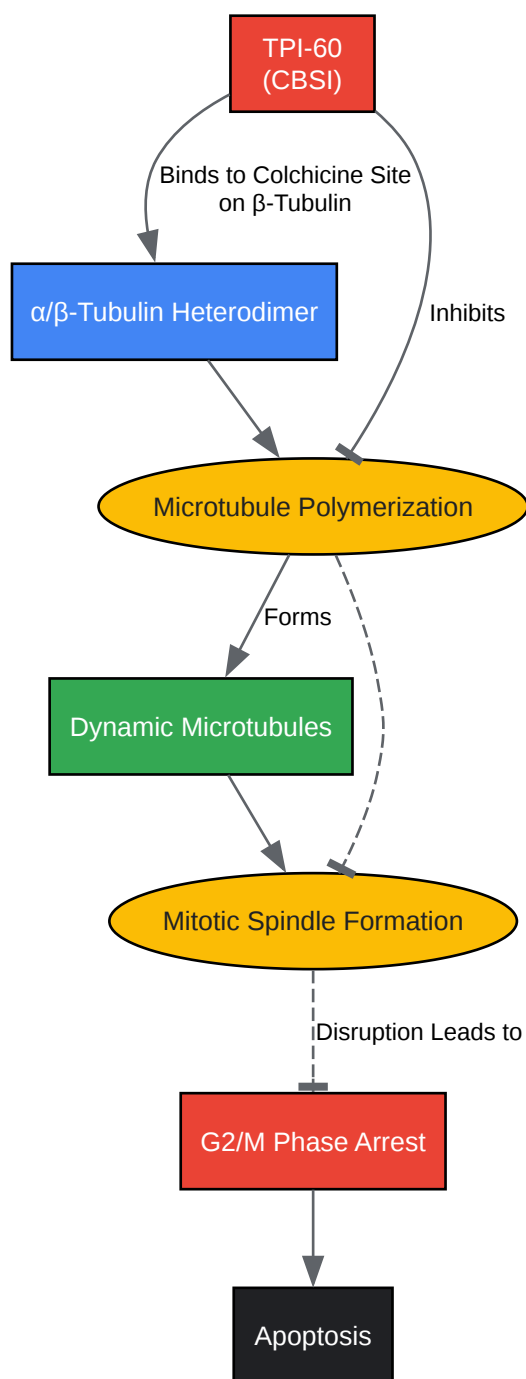 TPI-60
(CBSI)
Binds to Colchicine Site
on β-Tubulin
α/β-Tubulin Heterodimer
Inhibits
Microtubule Polymerization
Forms
Dynamic Microtubules
Mitotic Spindle Formation
Disruption Leads to
G2/M Phase Arrest
Apoptosis